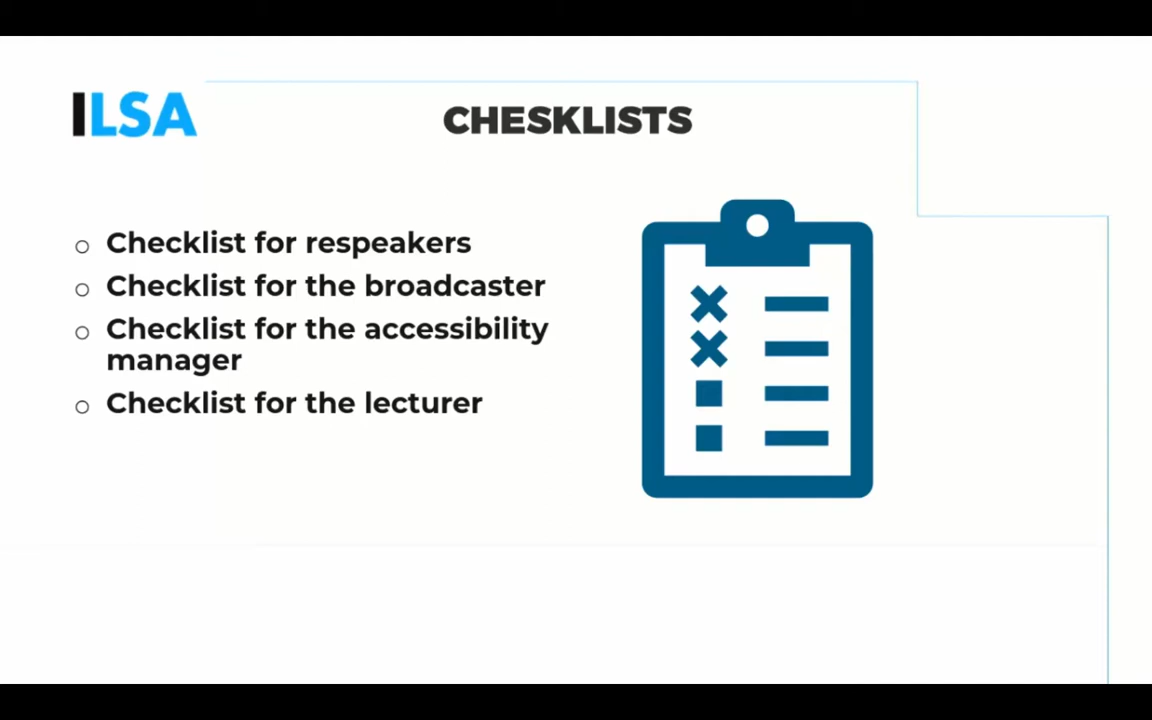 ILSA
CHESKLISTS
o Checklist for respeakers
o Checklist for the broadcaster
o Checklist for the accessibility
manager
o Checklist for the lecturer